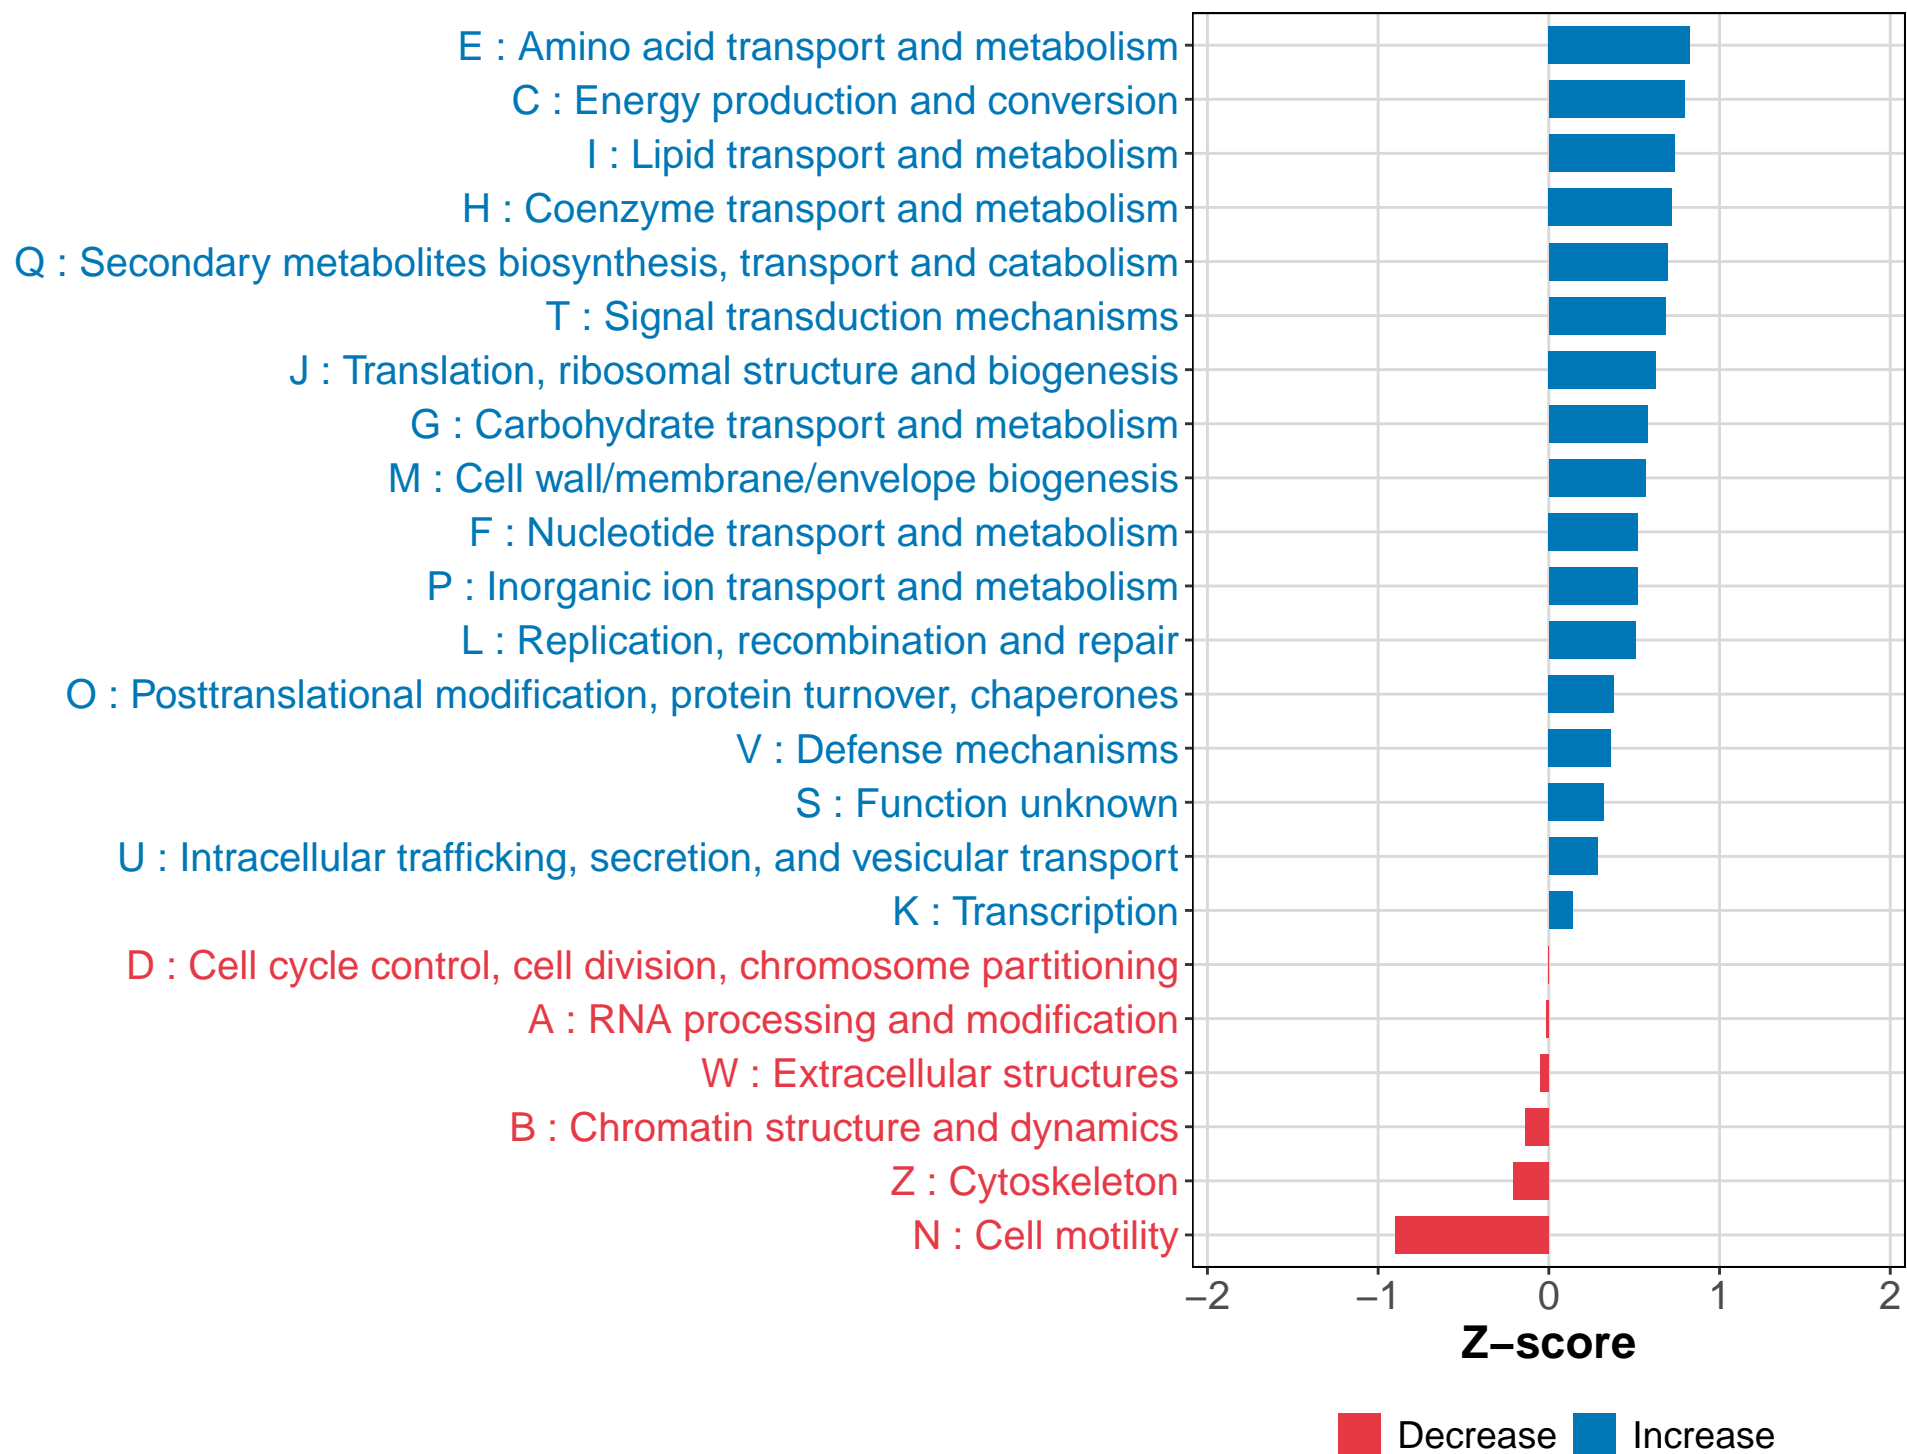 E : Amino acid transport and metabolism
C : Energy production and conversion
I : Lipid transport and metabolism
H : Coenzyme transport and metabolism
Q : Secondary metabolites biosynthesis, transport and catabolism
T : Signal transduction mechanisms
J : Translation, ribosomal structure and biogenesis
G : Carbohydrate transport and metabolism
M : Cell wall/membrane/envelope biogenesis
F : Nucleotide transport and metabolism
P : Inorganic ion transport and metabolism
L : Replication, recombination and repair
O : Posttranslational modification, protein turnover, chaperones
V : Defense mechanisms
S : Function unknown
U : Intracellular trafficking, secretion, and vesicular transport
K : Transcription
D : Cell cycle control, cell division, chromosome partitioning
A : RNA processing and modification
W : Extracellular structures
B : Chromatin structure and dynamics
Z : Cytoskeleton
N : Cell motility
−2 −1 0 1 2
Z−score
Decrease Increase